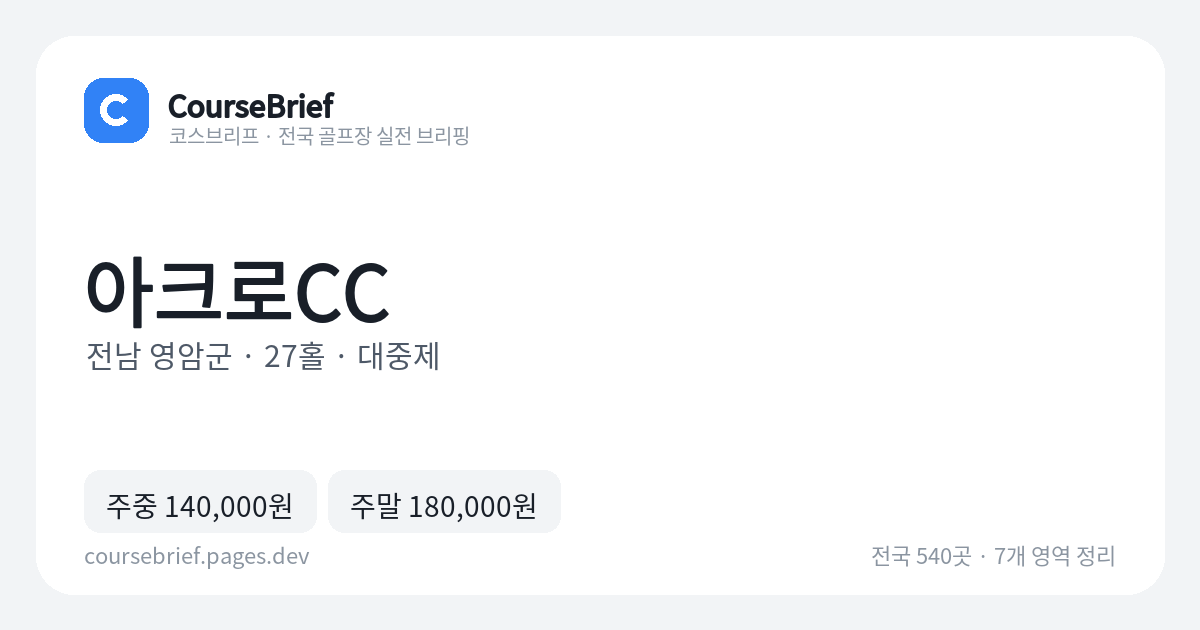 CourseBrief
코스브리프 · 전국 골프장 실전 브리핑
아크로CC
전남 영암군 · 27홀 · 대중제
주중 140,000원 주말 180,000원
coursebrief.pages.dev 전국 540곳 · 7개 영역 정리